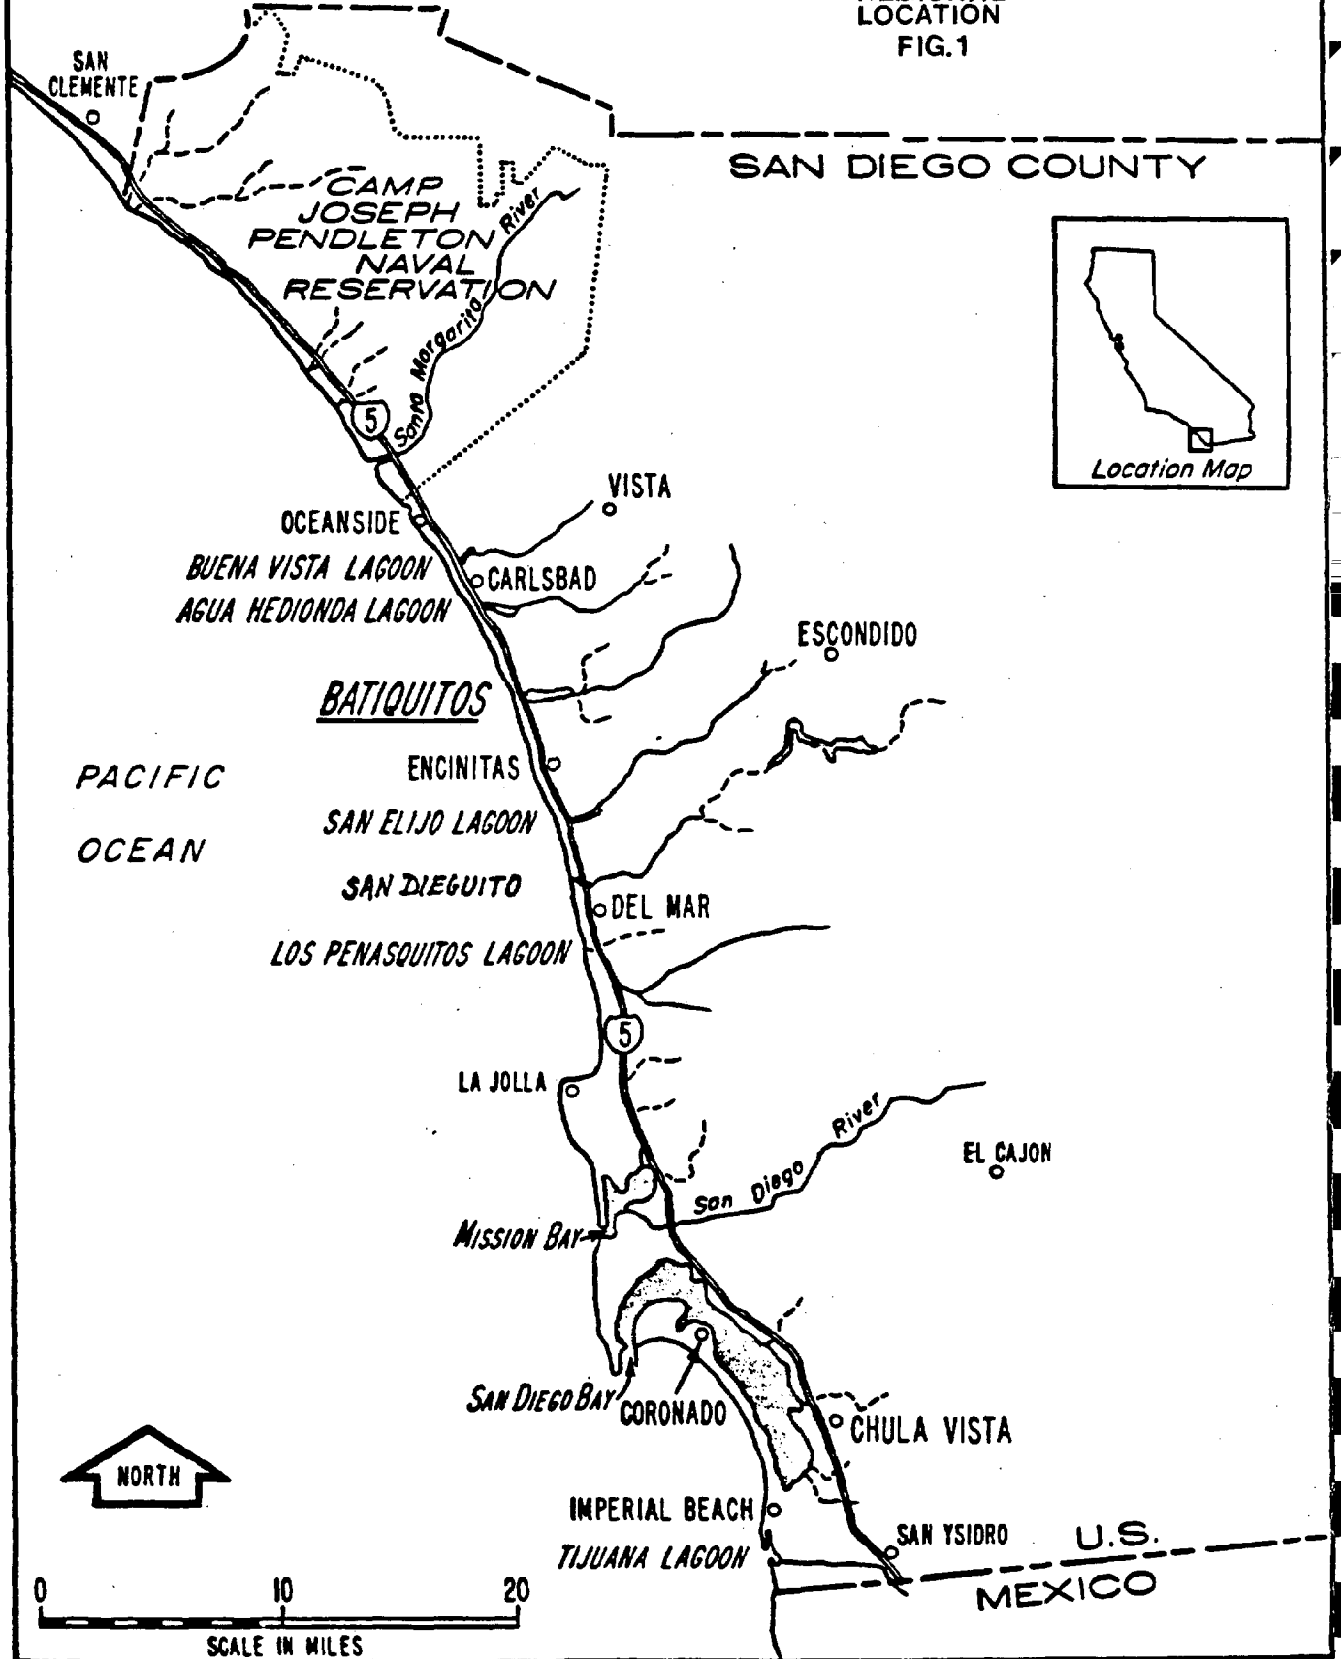 LOCATION
FIG.1
SAN
CLEMENTE
SAN DIEGO COUNTY
CAMP
JOSEPH
PENDLETON
NAVAL
RESERVATION
Santa Margarita River
5
Location Map
VISTA
OCEANSIDE
BUENA VISTA LAGOON
CARLSBAD
AGUA HEDIONDA LAGOON
ESCONDIDO
BATIQUITOS
PACIFIC
OCEAN
ENCINITAS
SAN ELIJO LAGOON
SAN DIEGUITO
DEL MAR
LOS PENASQUITOS LAGOON
5
LA JOLLA
San Diego River
EL CAJON
MISSION BAY
SAN DIEGO BAY
CORONADO
CHULA VISTA
NORTH
IMPERIAL BEACH
SAN YSIDRO
U.S.
TIJUANA LAGOON
MEXICO
0 10 20
SCALE IN MILES